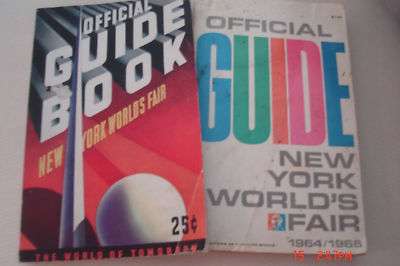 OFFICIAL
GUIDE
BOOK
NEW YORK WORLD'S FAIR
25¢
THE WORLD OF TOMORROW
OFFICIAL
GUIDE
NEW
YORK
WORLD'S
FAIR
1964/1965